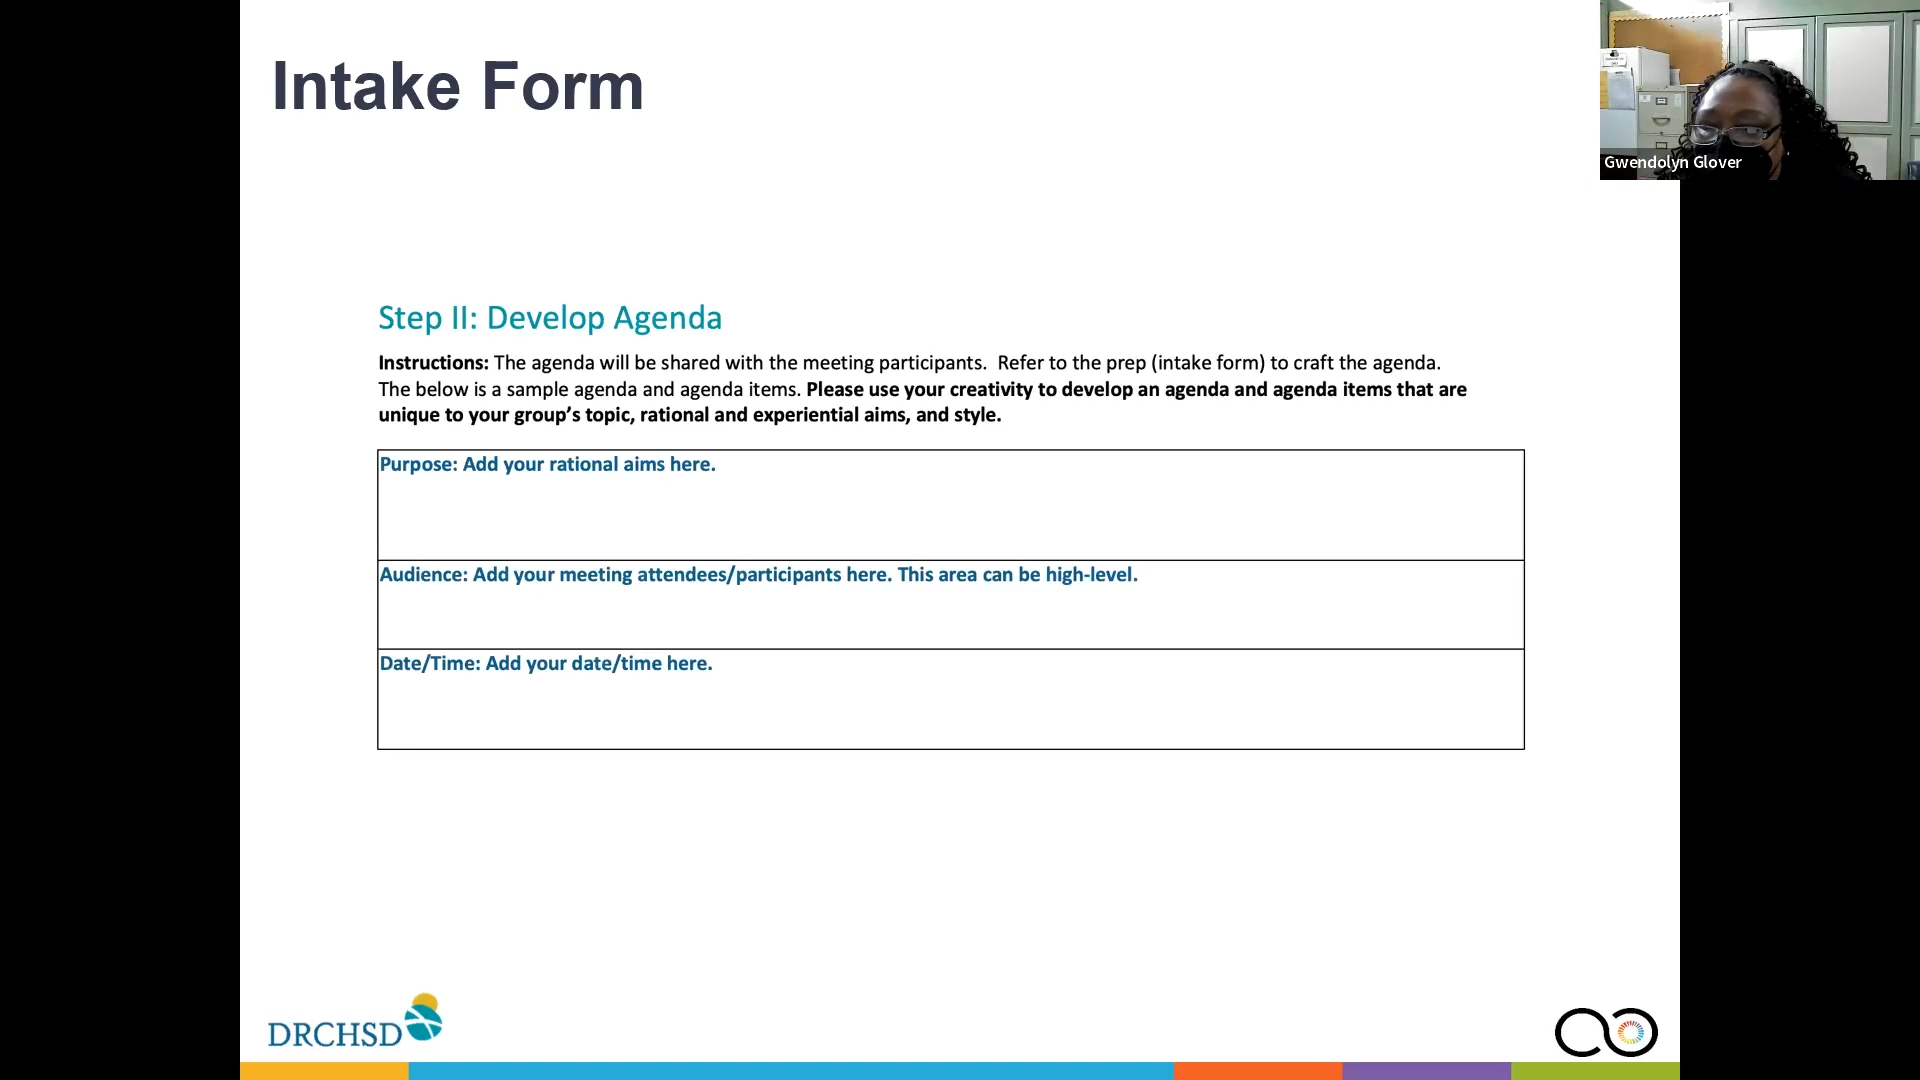 Intake Form
Gwendolyn Glover
Step II: Develop Agenda
Instructions: The agenda will be shared with the meeting participants.  Refer to the prep (intake form) to craft the agenda.
The below is a sample agenda and agenda items. Please use your creativity to develop an agenda and agenda items that are
unique to your group’s topic, rational and experiential aims, and style.
Purpose: Add your rational aims here.
Audience: Add your meeting attendees/participants here. This area can be high-level.
Date/Time: Add your date/time here.
DRCHSD